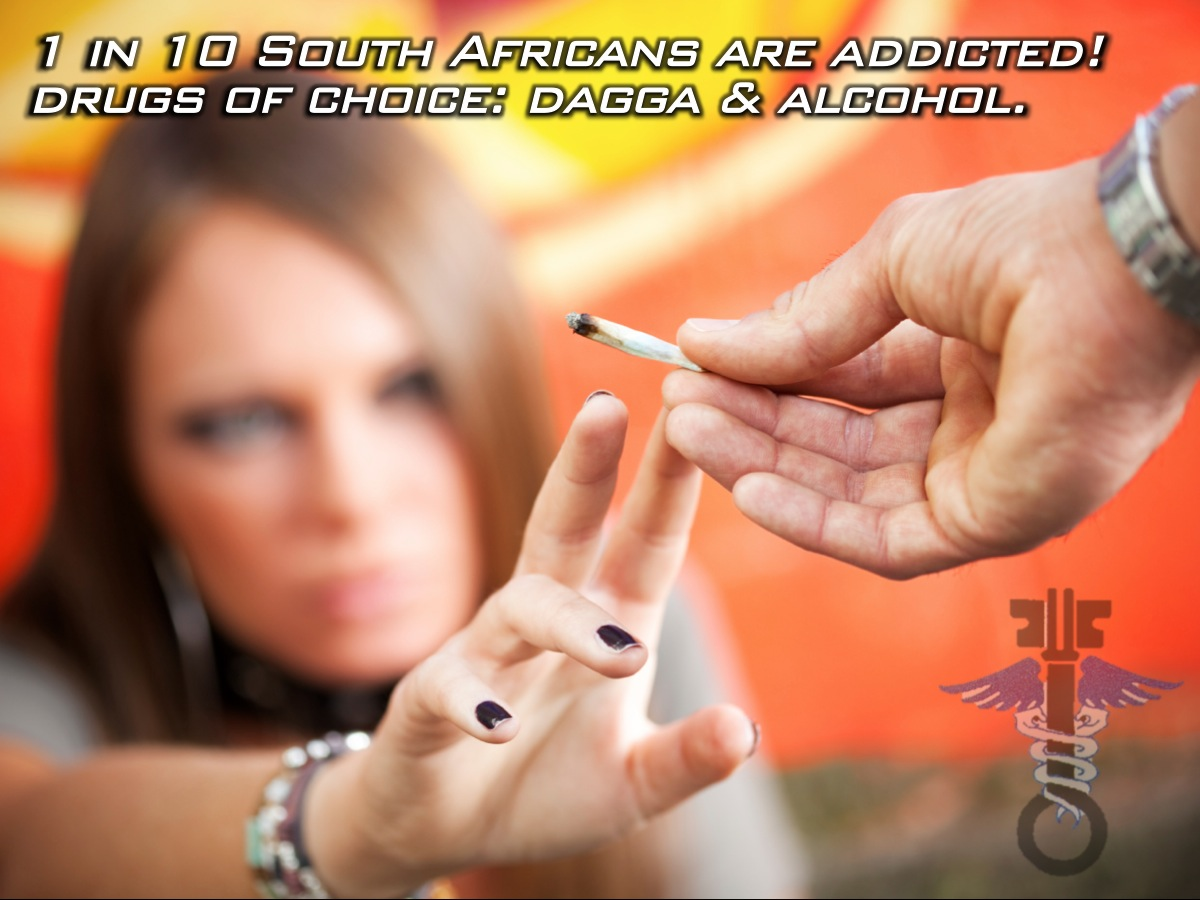 1 in 10 South Africans are addicted!
drugs of choice: dagga & alcohol.